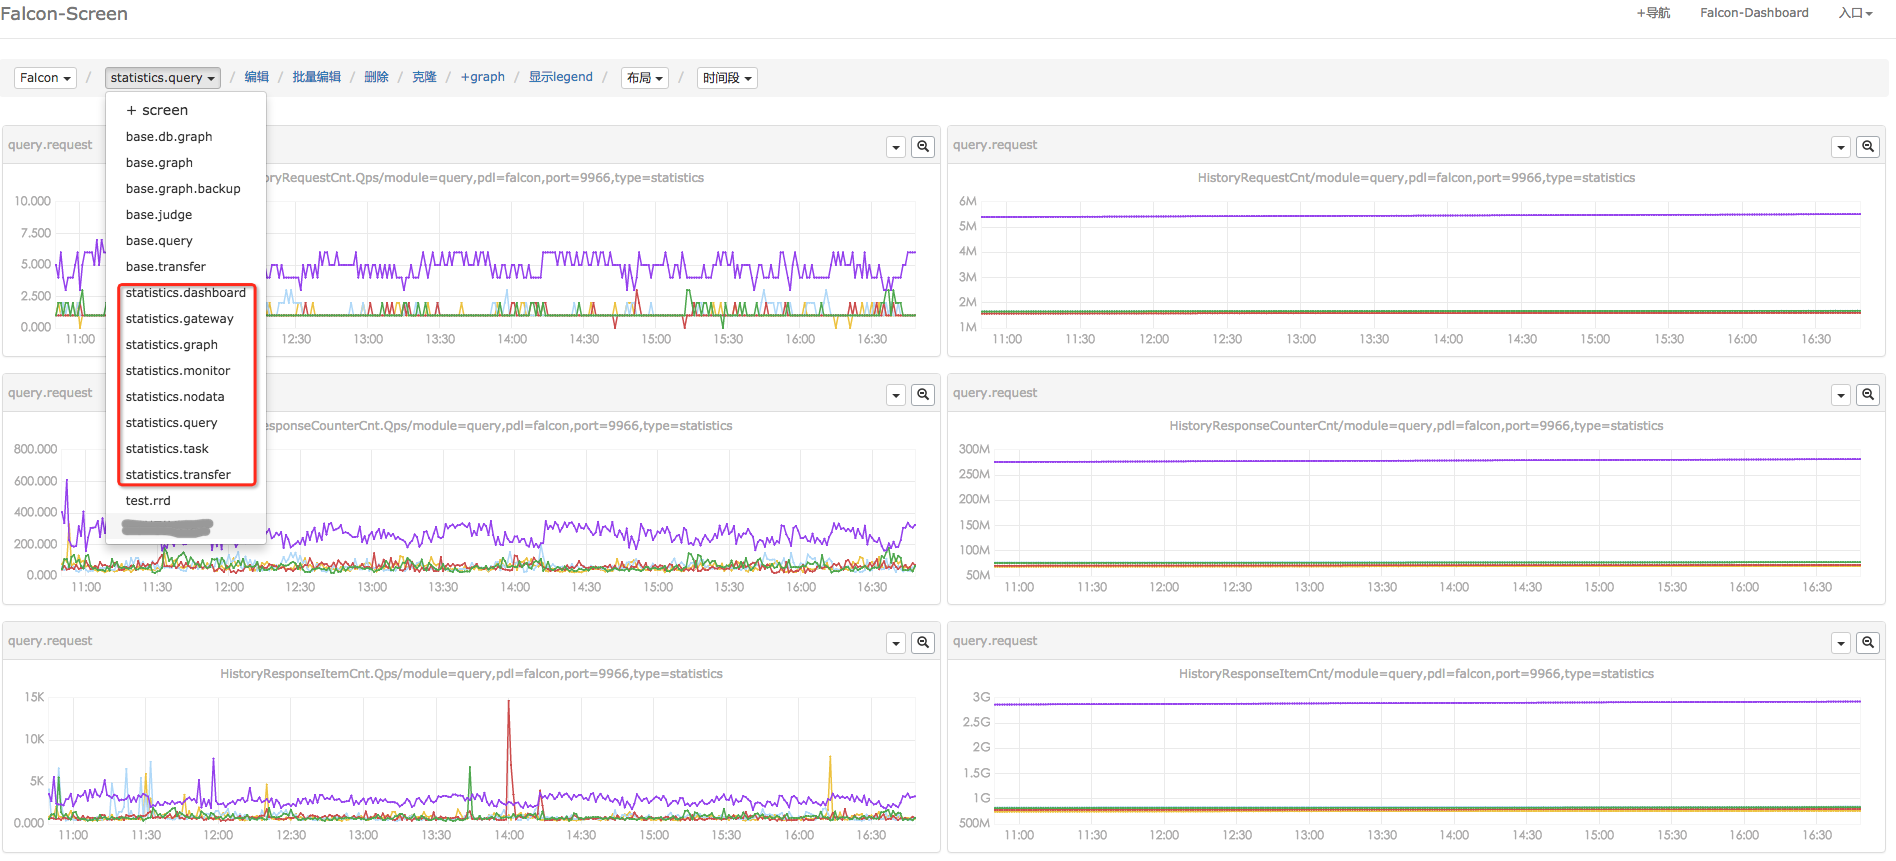 Falcon-Screen
+导航 Falcon-Dashboard 入口
Falcon / statistics.query / 编辑 / 批量编辑 / 删除 / 克隆 / +graph / 显示legend / 布局 / 时间段
+ screen
base.db.graph
base.graph
base.graph.backup
base.judge
base.query
base.transfer
statistics.dashboard
statistics.gateway
statistics.graph
statistics.monitor
statistics.nodata
statistics.query
statistics.task
statistics.transfer
test.rrd
query.request
ryRequestCnt.Qps/module=query,pdl=falcon,port=9966,type=statistics
10.000
7.500
5.000
2.500
0.000
11:00 12:30 13:00 13:30 14:00 14:30 15:00 15:30 16:00 16:30
query.request
HistoryRequestCnt/module=query,pdl=falcon,port=9966,type=statistics
6M
5M
4M
3M
2M
1M
11:00 11:30 12:00 12:30 13:00 13:30 14:00 14:30 15:00 15:30 16:00 16:30
query.request
esponseCounterCnt.Qps/module=query,pdl=falcon,port=9966,type=statistics
800.000
600.000
400.000
200.000
0.000
11:00 11:30 12:00 12:30 13:00 13:30 14:00 14:30 15:00 15:30 16:00 16:30
query.request
HistoryResponseCounterCnt/module=query,pdl=falcon,port=9966,type=statistics
300M
250M
200M
150M
100M
50M
11:00 11:30 12:00 12:30 13:00 13:30 14:00 14:30 15:00 15:30 16:00 16:30
query.request
HistoryResponseItemCnt.Qps/module=query,pdl=falcon,port=9966,type=statistics
15K
10K
5K
0.000
11:00 11:30 12:00 12:30 13:00 13:30 14:00 14:30 15:00 15:30 16:00 16:30
query.request
HistoryResponseItemCnt/module=query,pdl=falcon,port=9966,type=statistics
3G
2.5G
2G
1.5G
1G
500M
11:00 11:30 12:00 12:30 13:00 13:30 14:00 14:30 15:00 15:30 16:00 16:30